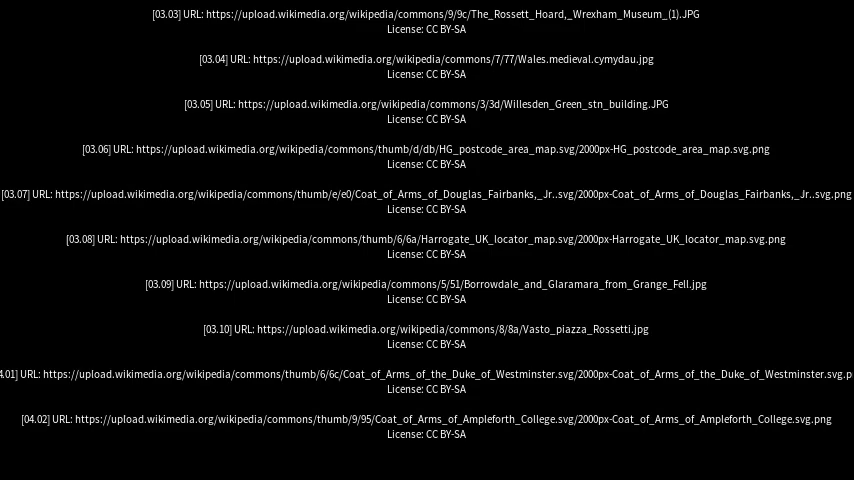 [03.03] URL: https://upload.wikimedia.org/wikipedia/commons/9/9c/The_Rossett_Hoard,_Wrexham_Museum_(1).JPG
License: CC BY-SA
[03.04] URL: https://upload.wikimedia.org/wikipedia/commons/7/77/Wales.medieval.cymydau.jpg
License: CC BY-SA
[03.05] URL: https://upload.wikimedia.org/wikipedia/commons/3/3d/Willesden_Green_stn_building.JPG
License: CC BY-SA
[03.06] URL: https://upload.wikimedia.org/wikipedia/commons/thumb/d/db/HG_postcode_area_map.svg/2000px-HG_postcode_area_map.svg.png
License: CC BY-SA
[03.07] URL: https://upload.wikimedia.org/wikipedia/commons/thumb/e/e0/Coat_of_Arms_of_Douglas_Fairbanks,_Jr..svg/2000px-Coat_of_Arms_of_Douglas_Fairbanks,_Jr..svg.png
License: CC BY-SA
[03.08] URL: https://upload.wikimedia.org/wikipedia/commons/thumb/6/6a/Harrogate_UK_locator_map.svg/2000px-Harrogate_UK_locator_map.svg.png
License: CC BY-SA
[03.09] URL: https://upload.wikimedia.org/wikipedia/commons/5/51/Borrowdale_and_Glaramara_from_Grange_Fell.jpg
License: CC BY-SA
[03.10] URL: https://upload.wikimedia.org/wikipedia/commons/8/8a/Vasto_piazza_Rossetti.jpg
License: CC BY-SA
4.01] URL: https://upload.wikimedia.org/wikipedia/commons/thumb/6/6c/Coat_of_Arms_of_the_Duke_of_Westminster.svg/2000px-Coat_of_Arms_of_the_Duke_of_Westminster.svg.p
License: CC BY-SA
[04.02] URL: https://upload.wikimedia.org/wikipedia/commons/thumb/9/95/Coat_of_Arms_of_Ampleforth_College.svg/2000px-Coat_of_Arms_of_Ampleforth_College.svg.png
License: CC BY-SA